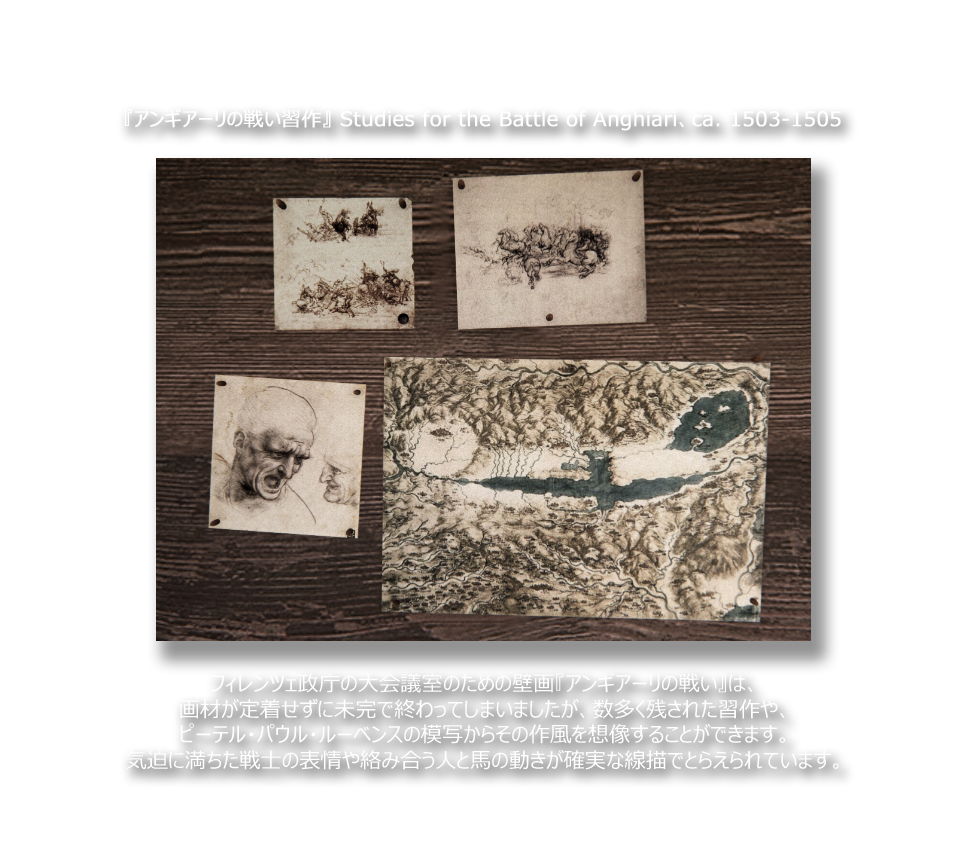 『アンギアーリの戦い習作』 Studies for the Battle of Anghiari、ca. 1503-1505
フィレンツェ政庁の大会議室のための壁画『アンギアーリの戦い』は、
画材が定着せずに未完で終わってしまいましたが、数多く残された習作や、
ピーテル・パウル・ルーベンスの模写からその作風を想像することができます。
気迫に満ちた戦士の表情や絡み合う人と馬の動きが確実な線描でとらえられています。